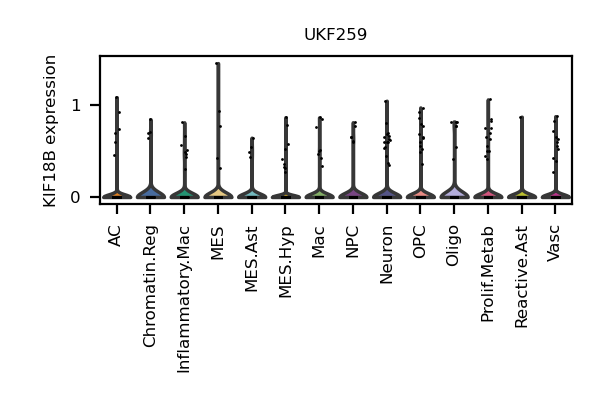 UKF259
KIF18B expression
1
0
AC
Chromatin.Reg
Inflammatory.Mac
MES
MES.Ast
MES.Hyp
Mac
NPC
Neuron
OPC
Oligo
Prolif.Metab
Reactive.Ast
Vasc